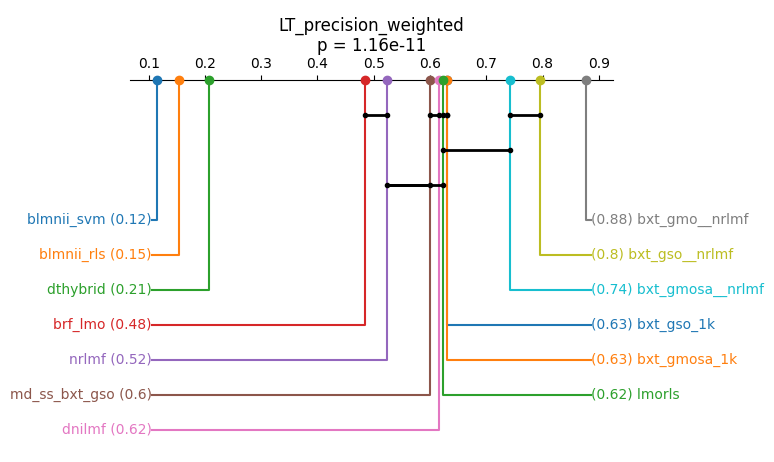 LT_precision_weighted
p = 1.16e-11
0.1 0.2 0.3 0.4 0.5 0.6 0.7 0.8 0.9
blmnii_svm (0.12)
(0.88) bxt_gmo__nrlmf
blmnii_rls (0.15)
(0.8) bxt_gso__nrlmf
dthybrid (0.21)
(0.74) bxt_gmosa__nrlmf
brf_lmo (0.48)
(0.63) bxt_gso_1k
nrlmf (0.52)
(0.63) bxt_gmosa_1k
md_ss_bxt_gso (0.6)
(0.62) lmorls
dnilmf (0.62)